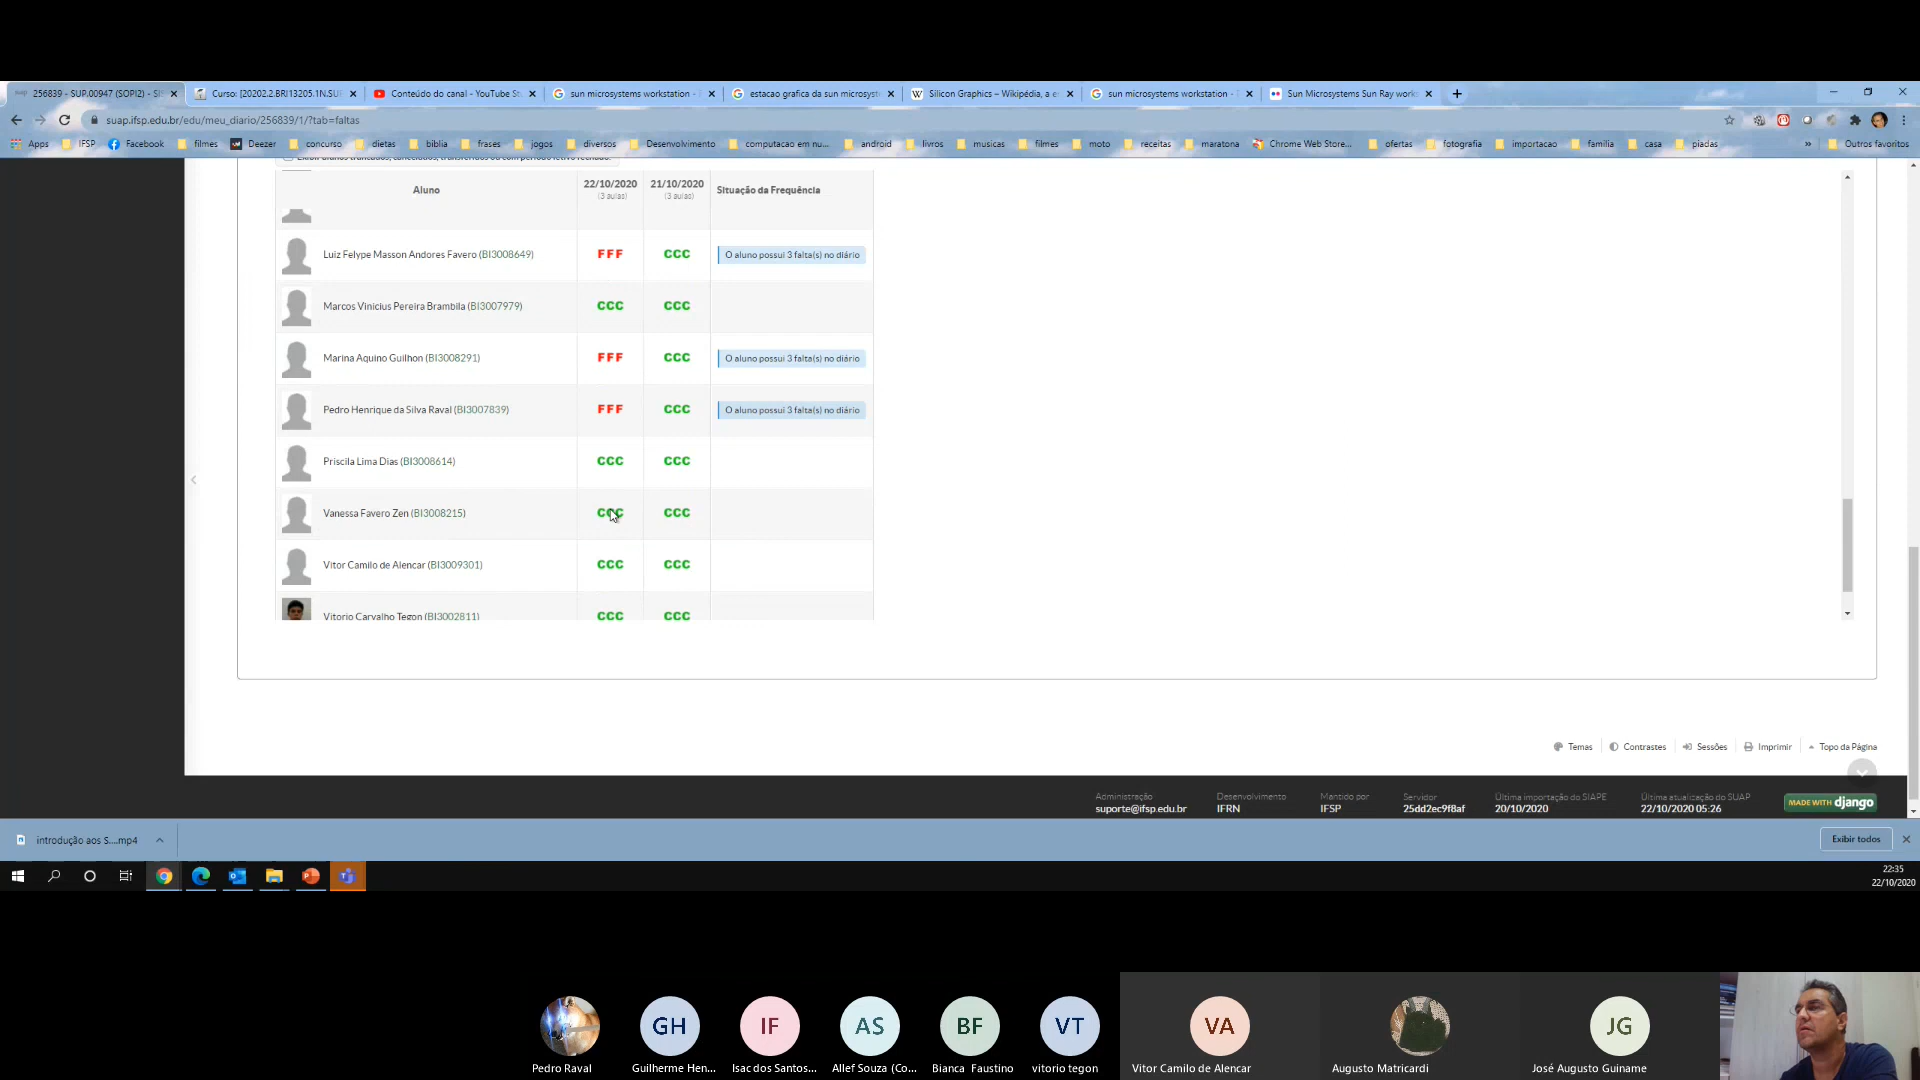 256839 - SUP.00947 (SOPI2) - SIS
Curso: [20202.2.BRI13205.1N.SUF
Conteúdo do canal - YouTube St
sun microsystems workstation -
estacao grafica da sun microsyst
Silicon Graphics – Wikipédia, a e
sun microsystems workstation -
Sun Microsystems Sun Ray work
suap.ifsp.edu.br/edu/meu_diario/256839/1/?tab=faltas
Apps
IFSP
Facebook
filmes
Deezer
concurso
dietas
bíblia
frases
jogos
diversos
Desenvolvimento
computacao em nu...
android
livros
musicas
filmes
moto
receitas
maratona
Chrome Web Store...
ofertas
fotografia
importacao
familia
casa
piadas
»
Outros favoritos
Aluno
22/10/2020
(3 aulas)
21/10/2020
(3 aulas)
Situação da Frequência
Luiz Felype Masson Andores Favero (BI3008649)
FFF
CCC
O aluno possui 3 falta(s) no diário
Marcos Vinicius Pereira Brambila (BI3007979)
CCC
CCC
Marina Aquino Guilhon (BI3008291)
FFF
CCC
O aluno possui 3 falta(s) no diário
Pedro Henrique da Silva Raval (BI3007839)
FFF
CCC
O aluno possui 3 falta(s) no diário
Priscila Lima Dias (BI3008614)
CCC
CCC
Vanessa Favero Zen (BI3008215)
CCC
CCC
Vitor Camilo de Alencar (BI3009301)
CCC
CCC
Vitorio Carvalho Tegon (BI3002811)
CCC
CCC
Temas
Contrastes
Sessões
Imprimir
Topo da Página
Administração
suporte@ifsp.edu.br
Desenvolvimento
IFRN
Mantido por
IFSP
Servidor
25dd2ec9f8af
Última importação do SIAPE
20/10/2020
Última atualização do SUAP
22/10/2020 05:26
MADE WITH django
introdução aos S....mp4
Exibir todos
22:35
22/10/2020
GH
IF
AS
BF
VT
VA
JG
Pedro Raval
Guilherme Hen...
Isac dos Santos...
Allef Souza (Co...
Bianca Faustino
vitorio tegon
Vitor Camilo de Alencar
Augusto Matricardi
José Augusto Guiname